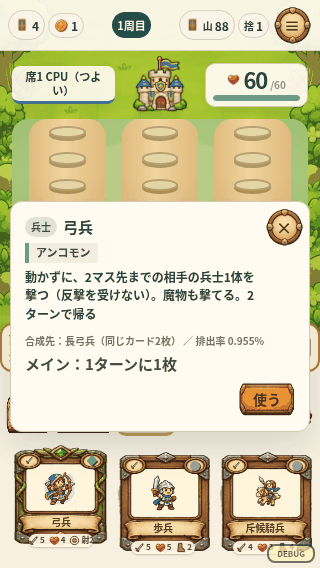 4
1
1周目
山 88
捨 1
席1 CPU（つよ
い）
60 /60
兵士 弓兵
アンコモン
動かずに、2マス先までの相手の兵士1体を
撃つ（反撃を受けない）。魔物も撃てる。2
ターンで帰る
合成先：長弓兵（同じカード2枚） ／ 排出率 0.955%
メイン：1ターンに1枚
使う
弓兵
5 4 射
歩兵
5 5 2
斥候騎兵
4
DEBUG